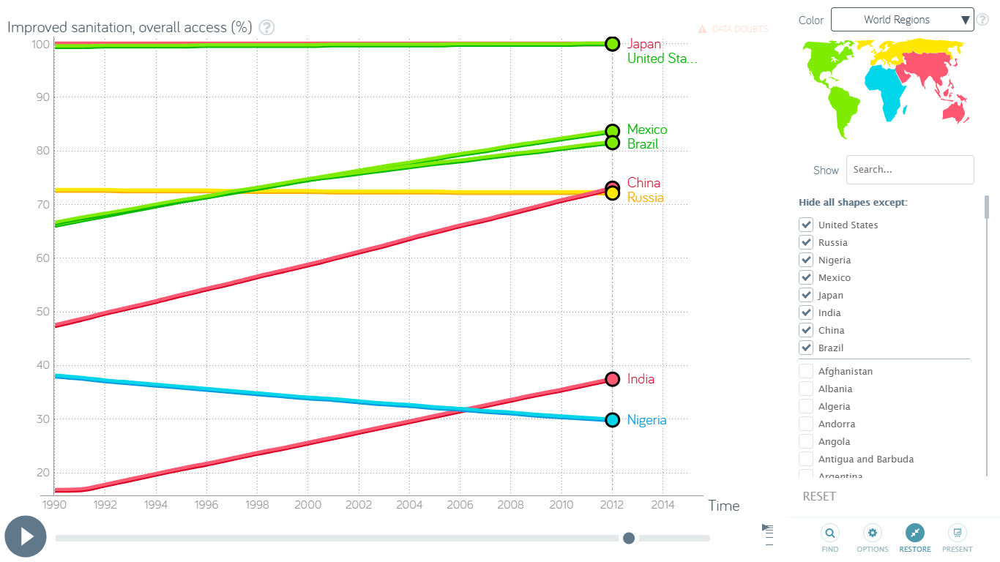 Improved sanitation, overall access (%) ?
DATA DOUBTS
Color World Regions ▼ ?
100
90
80
70
60
50
40
30
20
Japan
United Sta...
Mexico
Brazil
China
Russia
India
Nigeria
1990 1992 1994 1996 1998 2000 2002 2004 2006 2008 2010 2012 2014
Time
Show Search...
Hide all shapes except:
United States
Russia
Nigeria
Mexico
Japan
India
China
Brazil
Afghanistan
Albania
Algeria
Andorra
Angola
Antigua and Barbuda
Argentina
RESET
FIND OPTIONS RESTORE PRESENT